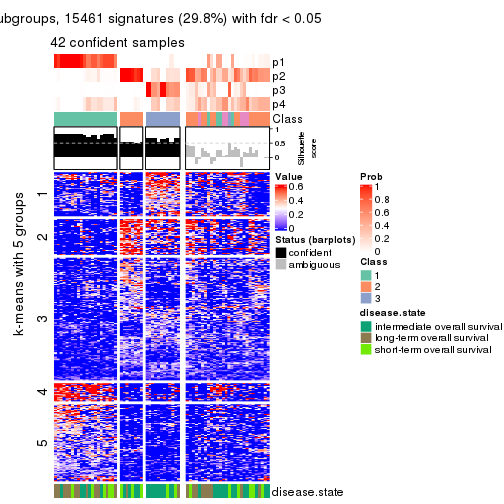 ubgroups, 15461 signatures (29.8%) with fdr < 0.05
42 confident samples
p1
p2
p3
p4
Class
1
0.5
0
Silhouette
score
k-means with 5 groups
1
2
3
4
5
Value
0.6
0.4
0.2
0
Status (barplots)
confident
ambiguous
Prob
1
0.8
0.6
0.4
0.2
0
Class
1
2
3
disease.state
intermediate overall survival
long-term overall survival
short-term overall survival
disease.state